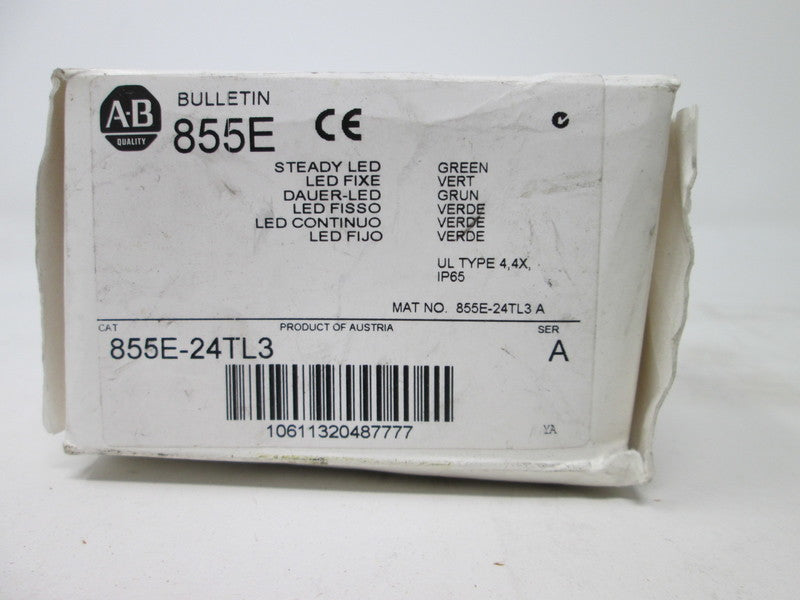 A-B
QUALITY
BULLETIN
855E CE
STEADY LED GREEN
LED FIXE VERT
DAUER-LED GRUN
LED FISSO VERDE
LED CONTINUO VERDE
LED FIJO VERDE
UL TYPE 4,4X,
IP65
MAT NO. 855E-24TL3 A
CAT PRODUCT OF AUSTRIA SER
855E-24TL3 A
10611320487777
YA